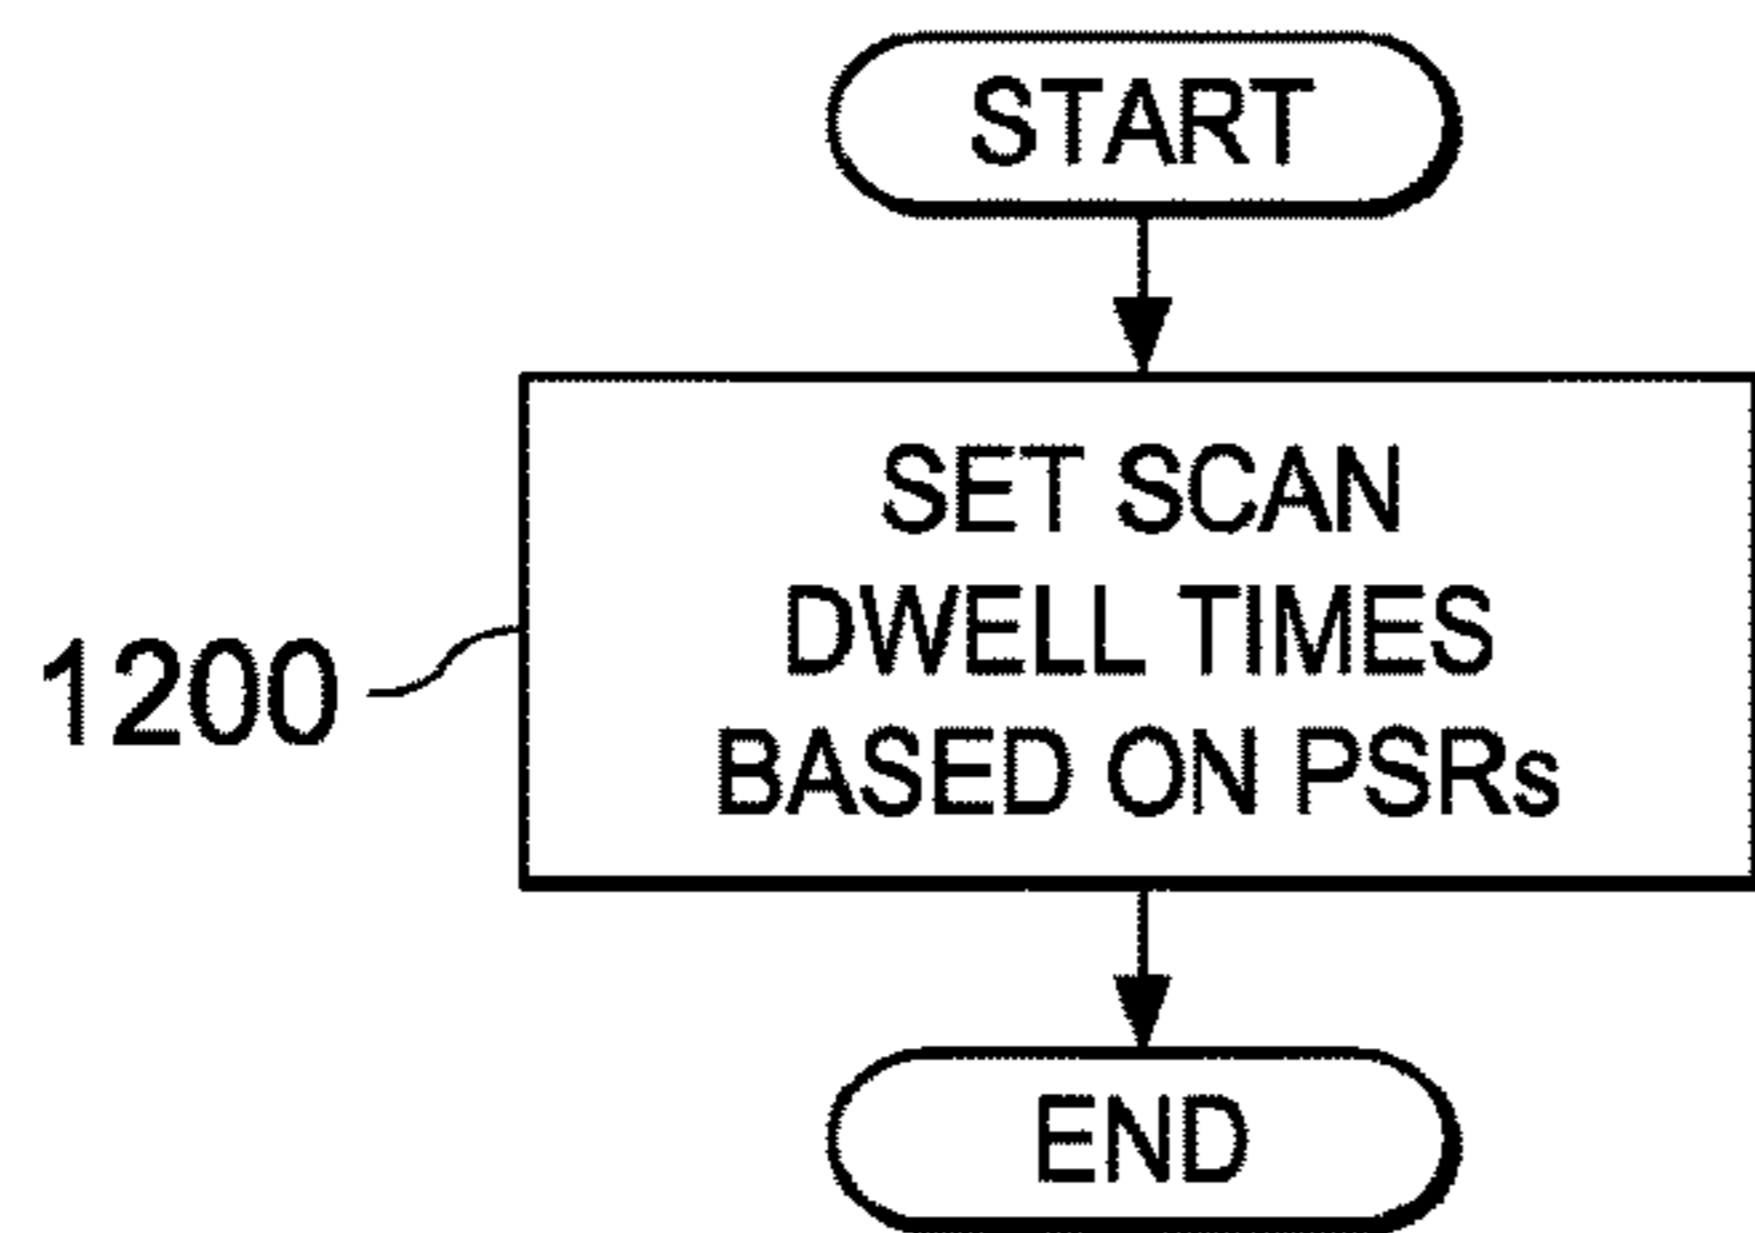 START
SET SCAN
DWELL TIMES
BASED ON PSRs
1200
END